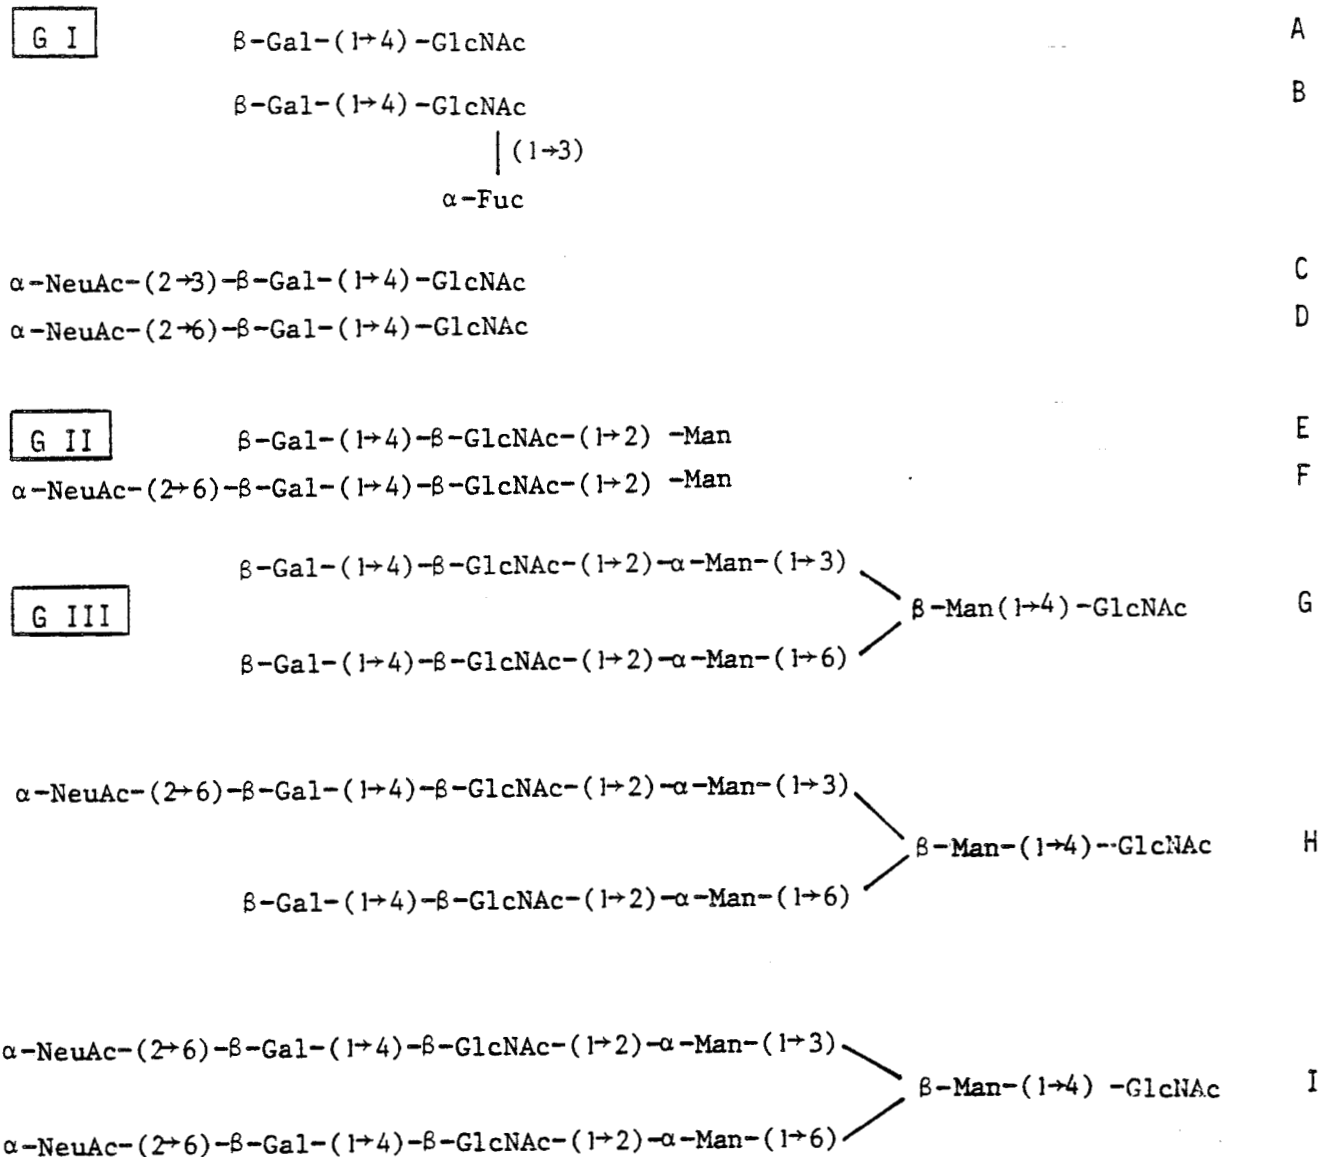 G I β-Gal-(1→4)-GlcNAc A
β-Gal-(1→4)-GlcNAc B
(1→3)
α-Fuc
α-NeuAc-(2→3)-β-Gal-(1→4)-GlcNAc C
α-NeuAc-(2→6)-β-Gal-(1→4)-GlcNAc D
G II β-Gal-(1→4)-β-GlcNAc-(1→2) -Man E
α-NeuAc-(2→6)-β-Gal-(1→4)-β-GlcNAc-(1→2) -Man F
β-Gal-(1→4)-β-GlcNAc-(1→2)-α-Man-(1→3)
G III β-Man(1→4)-GlcNAc G
β-Gal-(1→4)-β-GlcNAc-(1→2)-α-Man-(1→6)
α-NeuAc-(2→6)-β-Gal-(1→4)-β-GlcNAc-(1→2)-α-Man-(1→3)
β-Man-(1→4)--GlcNAc H
β-Gal-(1→4)-β-GlcNAc-(1→2)-α-Man-(1→6)
α-NeuAc-(2→6)-β-Gal-(1→4)-β-GlcNAc-(1→2)-α-Man-(1→3)
β-Man-(1→4) -GlcNAc I
α-NeuAc-(2→6)-β-Gal-(1→4)-β-GlcNAc-(1→2)-α-Man-(1→6)